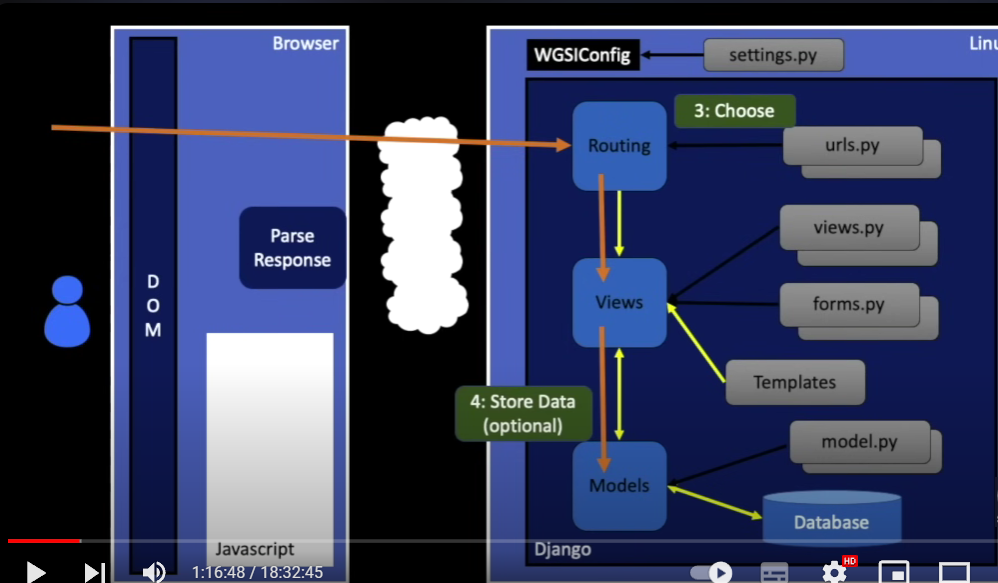 Browser
Linu
WGSIConfig
settings.py
3: Choose
Routing
urls.py
Parse
Response
views.py
D
O
M
Views
forms.py
Templates
4: Store Data
(optional)
model.py
Models
Database
Javascript
Django
1:16:48 / 18:32:45
HD